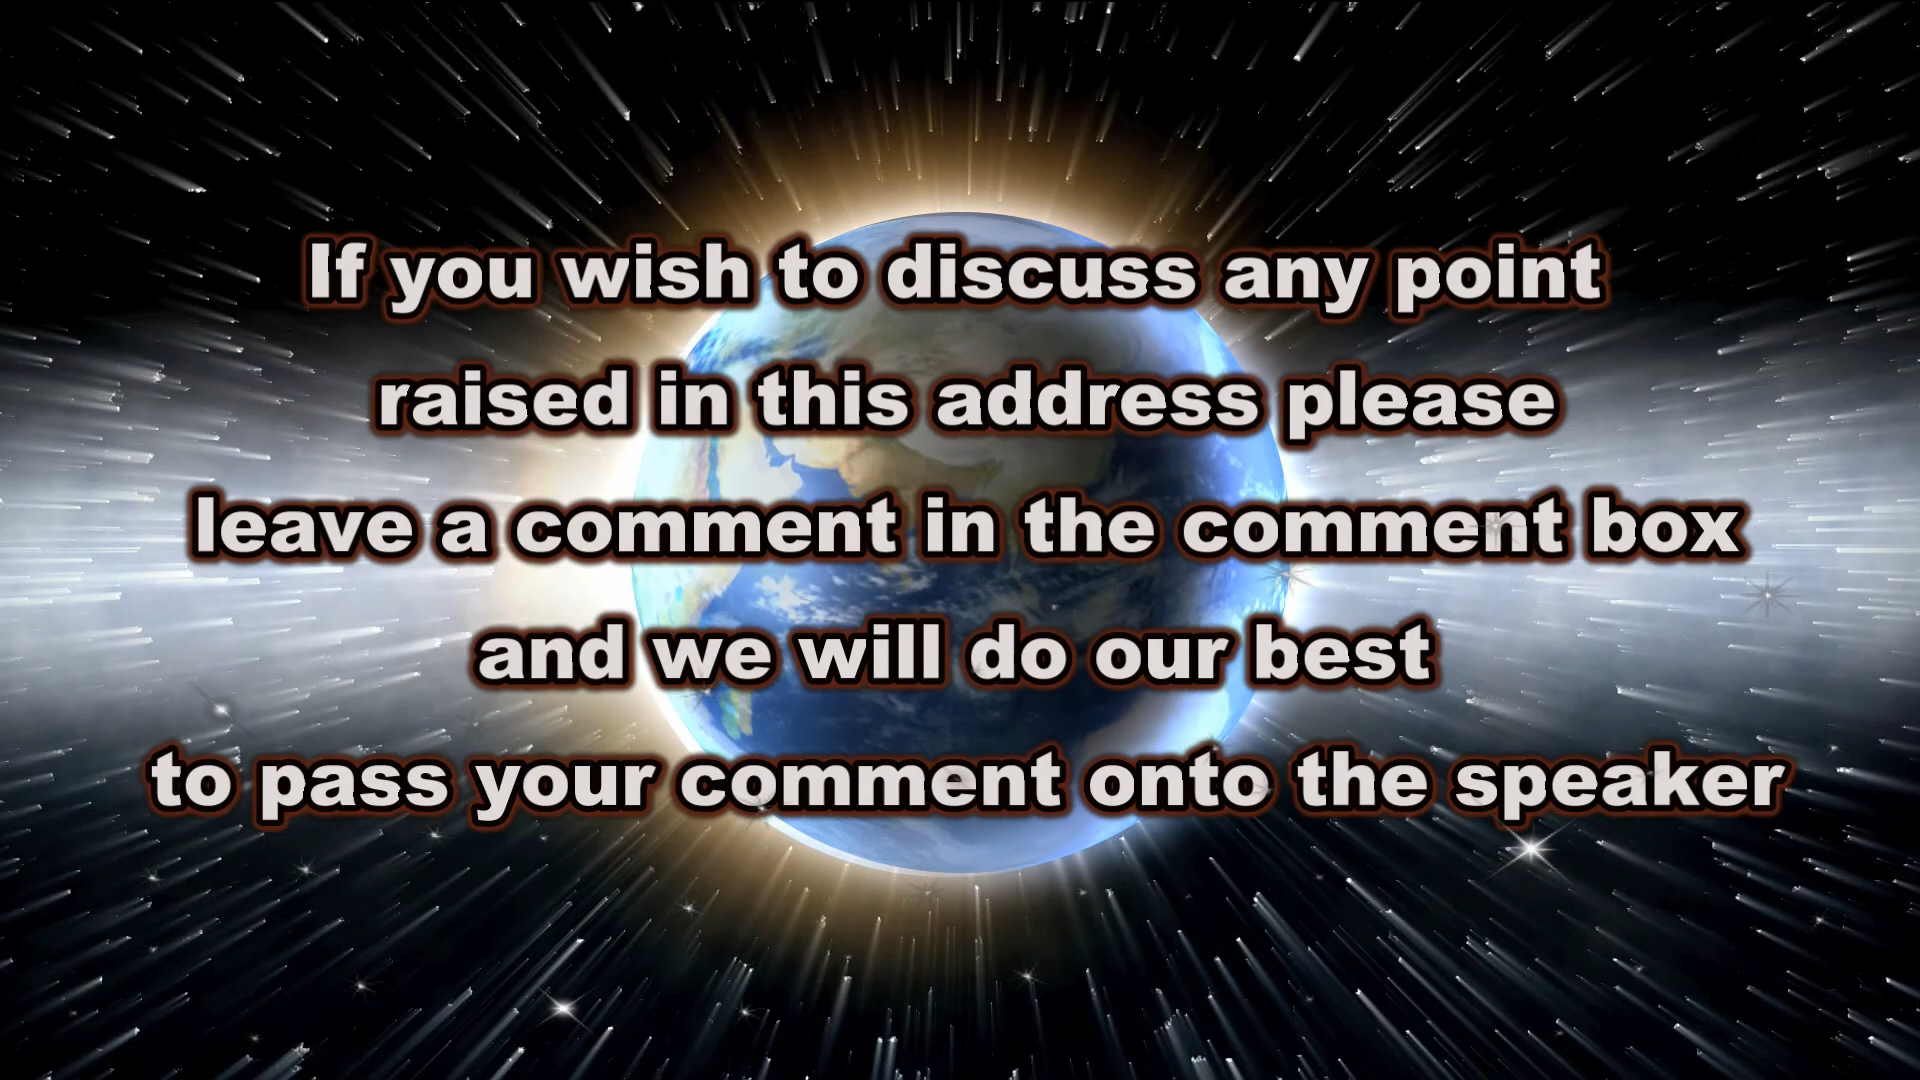 If you wish to discuss any point
raised in this address please
leave a comment in the comment box
and we will do our best
to pass your comment onto the speaker